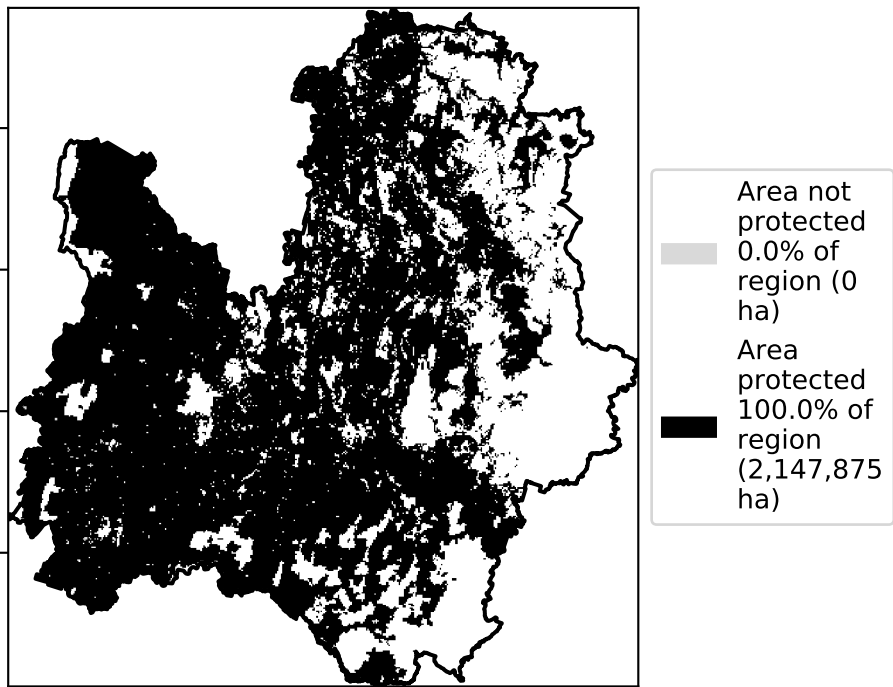 Area not
protected
0.0% of
region (0
ha)
Area
protected
100.0% of
region
(2,147,875
ha)